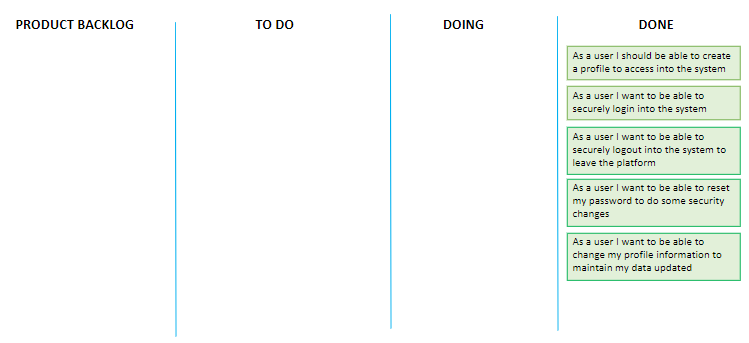 PRODUCT BACKLOG
TO DO
DOING
DONE
As a user I should be able to create
a profile to access into the system
As a user I want to be able to
securely login into the system
As a user I want to be able to
securely logout into the system to
leave the platform
As a user I want to be able to reset
my password to do some security
changes
As a user I want to be able to
change my profile information to
maintain my data updated